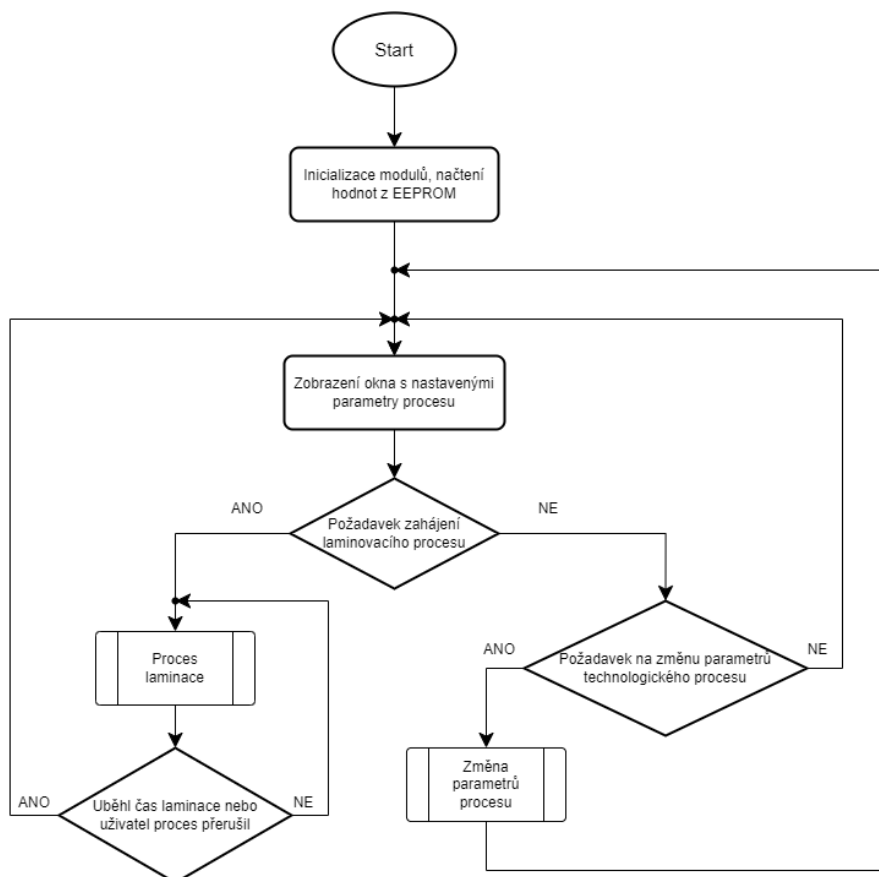 Start
Inicializace modulů, načtení
hodnot z EEPROM
Zobrazení okna s nastavenými
parametry procesu
ANO
NE
Požadavek zahájení
laminovacího procesu
Proces
laminace
ANO
NE
Požadavek na změnu parametrů
technologického procesu
Změna
parametrů
procesu
ANO
NE
Uběhl čas laminace nebo
uživatel proces přerušil